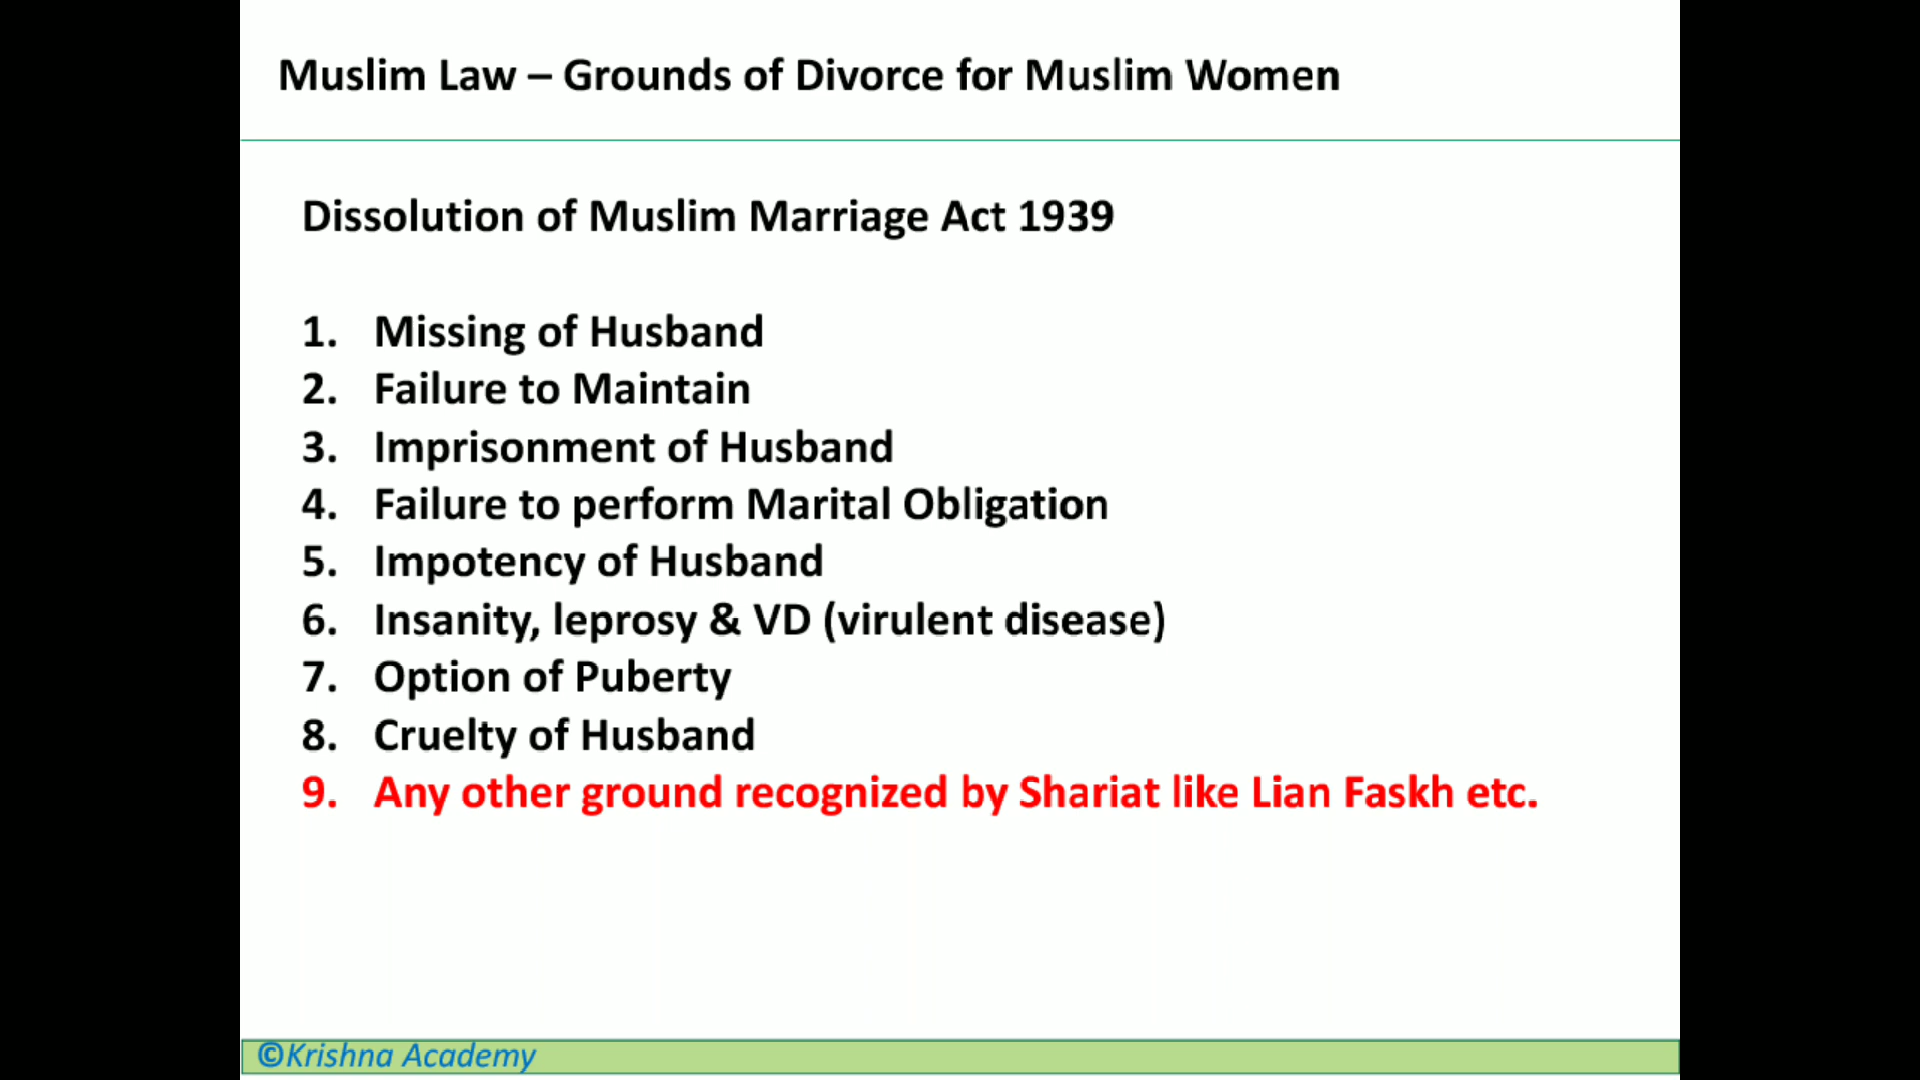 Muslim Law – Grounds of Divorce for Muslim Women
Dissolution of Muslim Marriage Act 1939
1. Missing of Husband
2. Failure to Maintain
3. Imprisonment of Husband
4. Failure to perform Marital Obligation
5. Impotency of Husband
6. Insanity, leprosy & VD (virulent disease)
7. Option of Puberty
8. Cruelty of Husband
9. Any other ground recognized by Shariat like Lian Faskh etc.
©Krishna Academy